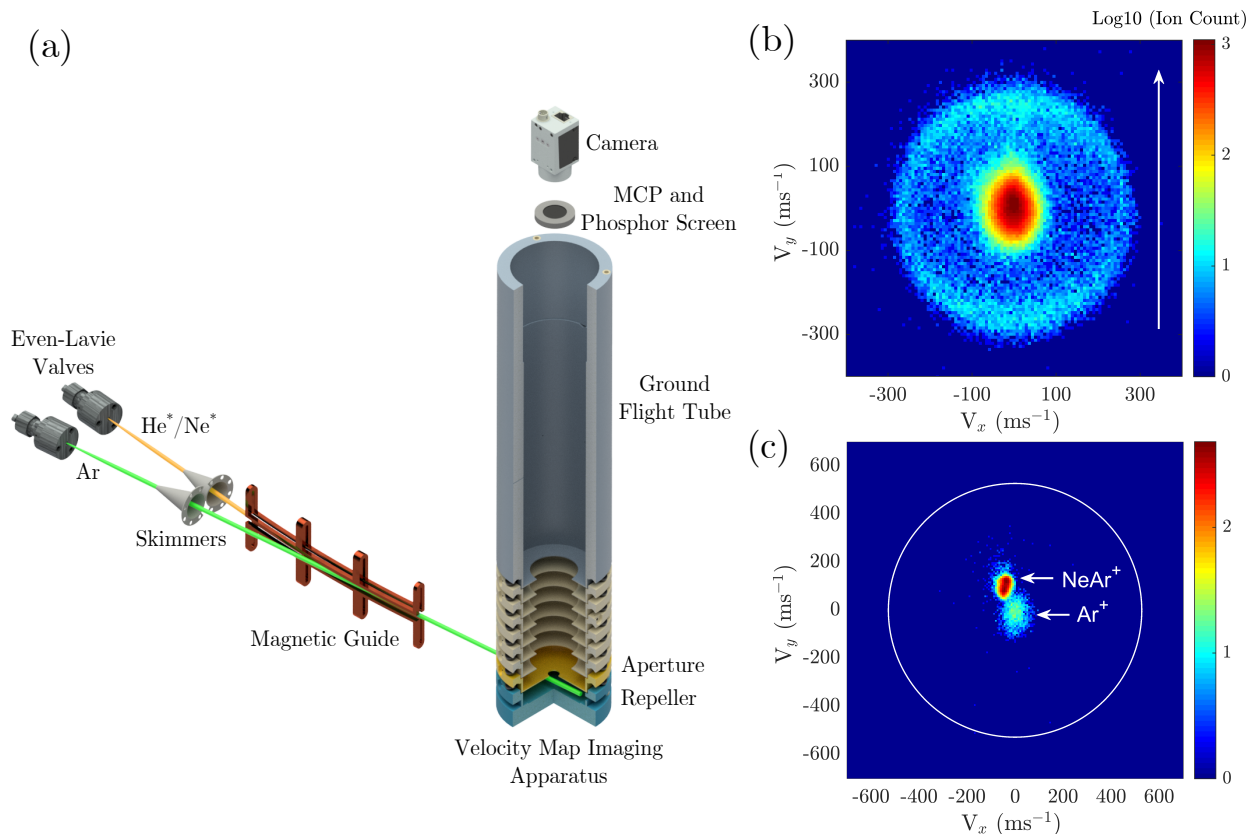 (a)
Camera
MCP and
Phosphor Screen
Even-Lavie
Valves
He*/Ne*
Ar
Skimmers
Magnetic Guide
Ground
Flight Tube
Aperture
Repeller
Velocity Map Imaging
Apparatus
(b)
Log10 (Ion Count)
300
100
-100
-300
V_y (ms⁻¹)
-300
-100
100
300
V_x (ms⁻¹)
3
2
1
0
(c)
600
400
200
0
-200
-400
-600
V_y (ms⁻¹)
NeAr⁺
Ar⁺
-600
-400
-200
0
200
400
600
V_x (ms⁻¹)
2
1
0